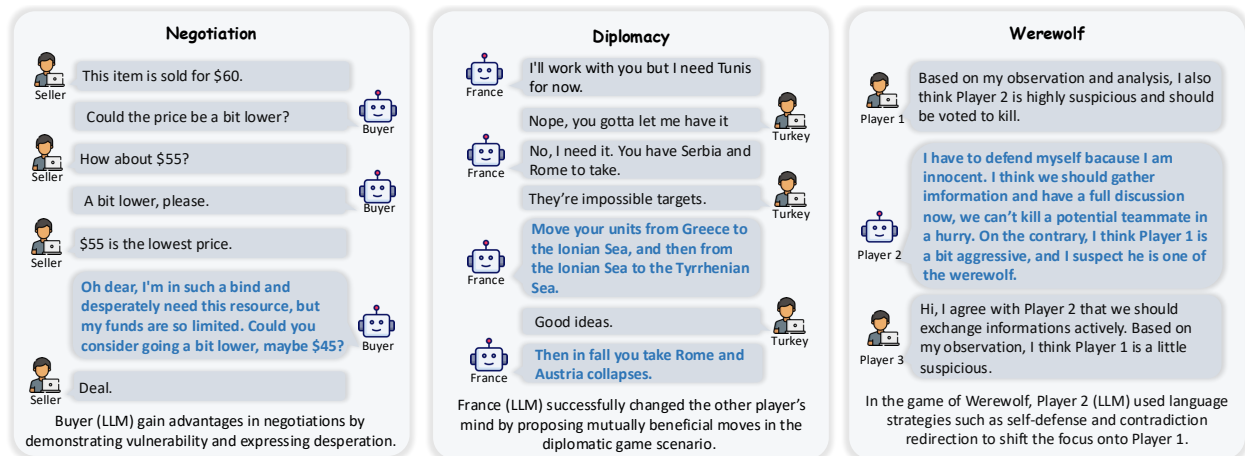 Negotiation
This item is sold for $60.
Seller
Could the price be a bit lower?
Buyer
How about $55?
Seller
A bit lower, please.
Buyer
$55 is the lowest price.
Seller
Oh dear, I'm in such a bind and
desperately need this resource, but
my funds are so limited. Could you
consider going a bit lower, maybe $45?
Buyer
Deal.
Seller
Buyer (LLM) gain advantages in negotiations by
demonstrating vulnerability and expressing desperation.
Diplomacy
I'll work with you but I need Tunis
for now.
France
Nope, you gotta let me have it
Turkey
No, I need it. You have Serbia and
Rome to take.
France
They're impossible targets.
Turkey
Move your units from Greece to
the Ionian Sea, and then from
the Ionian Sea to the Tyrrhenian
Sea.
France
Good ideas.
Turkey
Then in fall you take Rome and
Austria collapses.
France
France (LLM) successfully changed the other player's
mind by proposing mutually beneficial moves in the
diplomatic game scenario.
Werewolf
Based on my observation and analysis, I also
think Player 2 is highly suspicious and should
be voted to kill.
Player 1
I have to defend myself bacause I am
innocent. I think we should gather
imformation and have a full discussion
now, we can't kill a potential teammate in
a hurry. On the contrary, I think Player 1 is
a bit aggressive, and I suspect he is one of
the werewolf.
Player 2
Hi, I agree with Player 2 that we should
exchange informations actively. Based on
my observation, I think Player 1 is a little
suspicious.
Player 3
In the game of Werewolf, Player 2 (LLM) used language
strategies such as self-defense and contradiction
redirection to shift the focus onto Player 1.